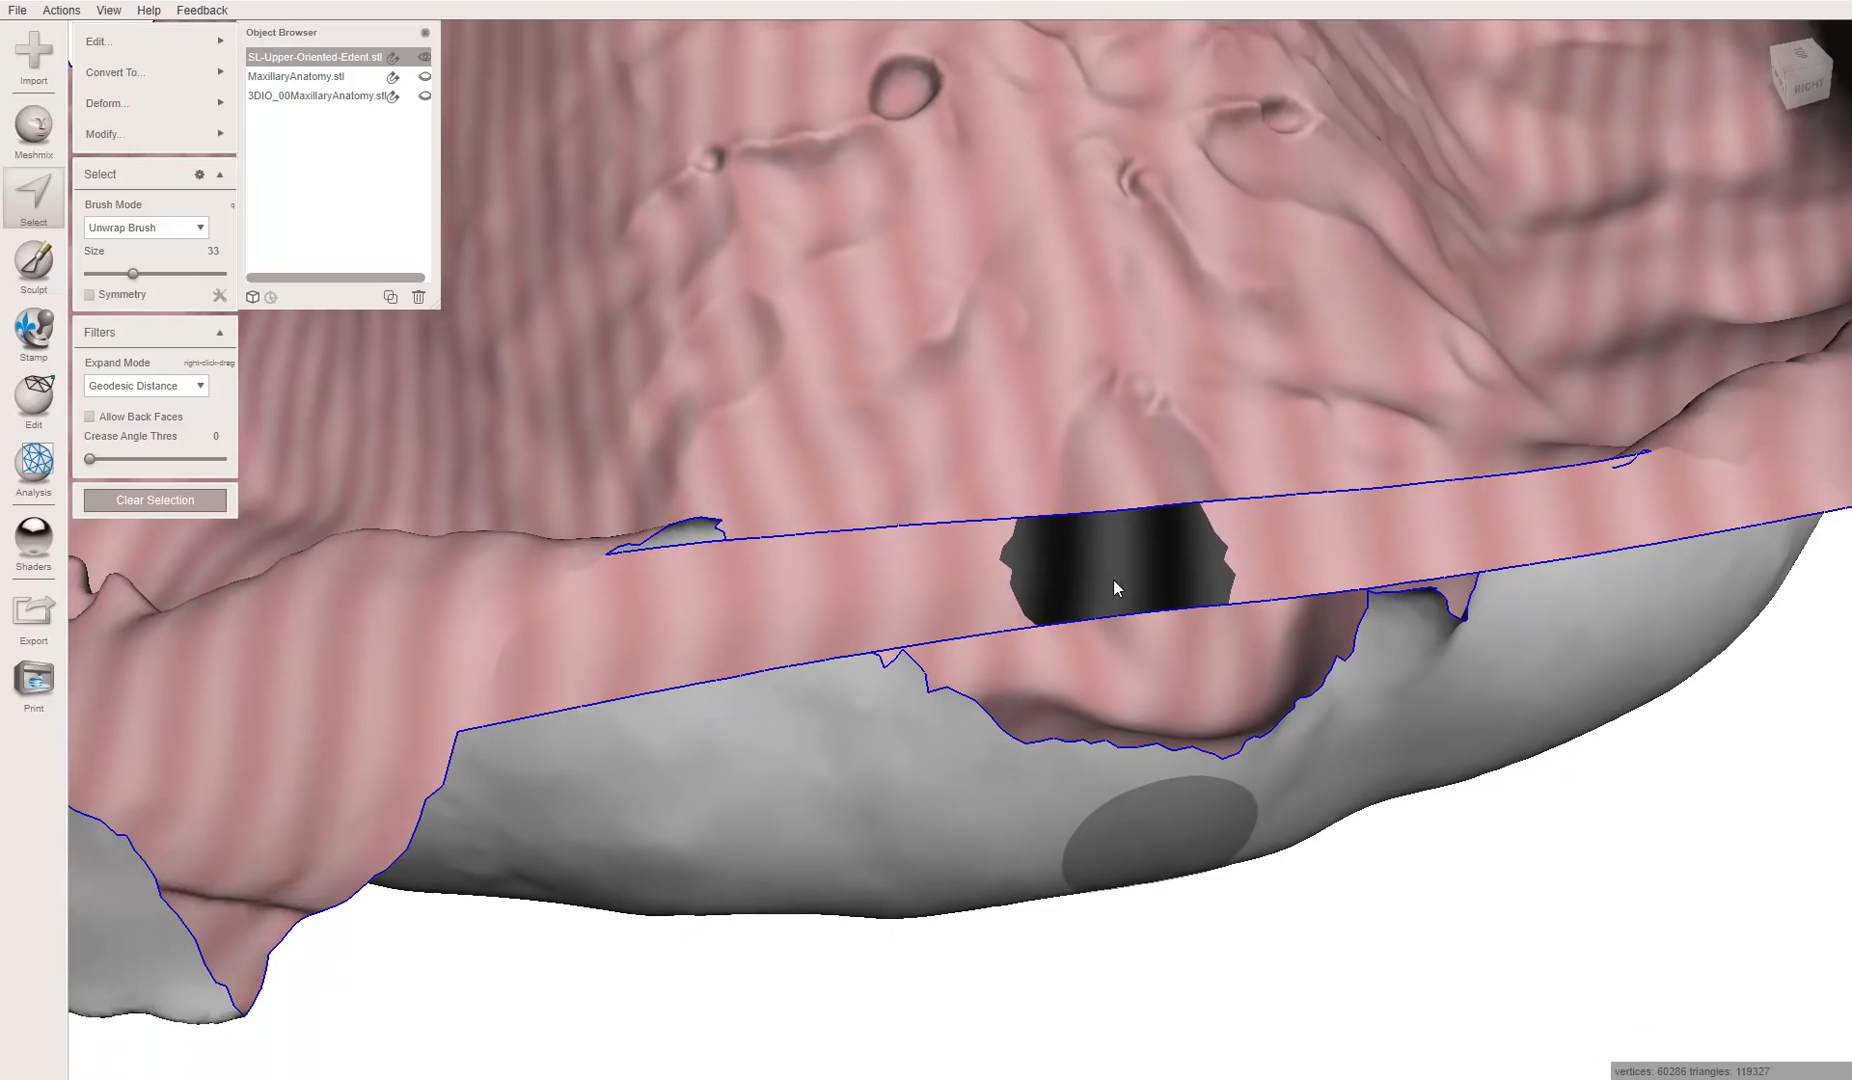 File Actions View Help Feedback
Import
Meshmix
Select
Sculpt
Stamp
Edit
Analysis
Shaders
Export
Print
Edit...
Convert To...
Deform...
Modify...
Select
Brush Mode q
Unwrap Brush
Size 33
Symmetry
Filters
Expand Mode right-click-drag
Geodesic Distance
Allow Back Faces
Crease Angle Thres 0
Clear Selection
Object Browser
SL-Upper-Oriented-Edent.stl
MaxillaryAnatomy.stl
3DIO_00MaxillaryAnatomy.stl
RIGHT
vertices: 60286 triangles: 119327